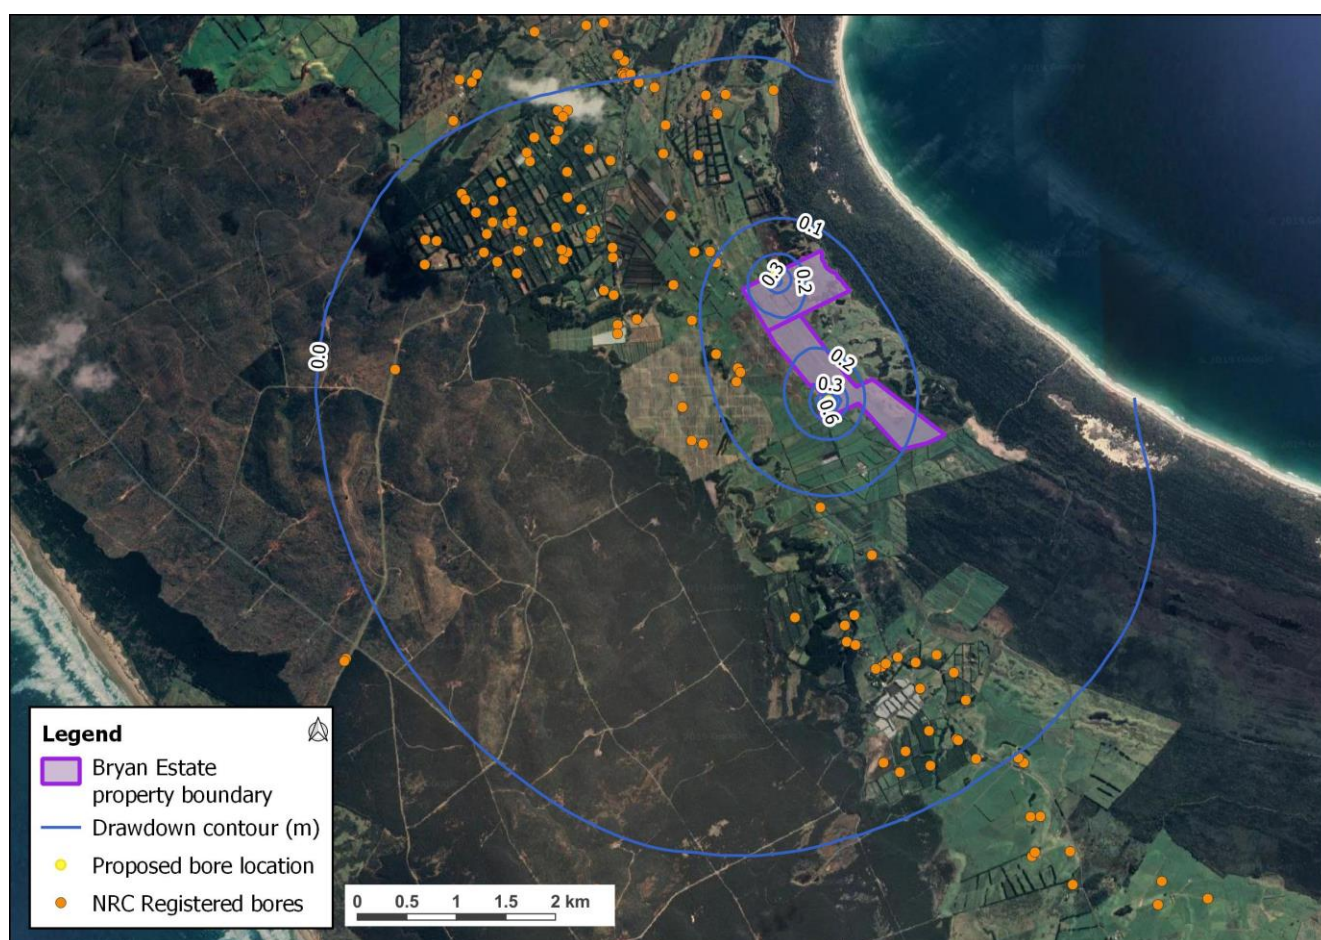 0.1
0.3
0.2
0.0
0.2
0.3
0.6
Legend
Bryan Estate
property boundary
Drawdown contour (m)
Proposed bore location
NRC Registered bores
0 0.5 1 1.5 2 km